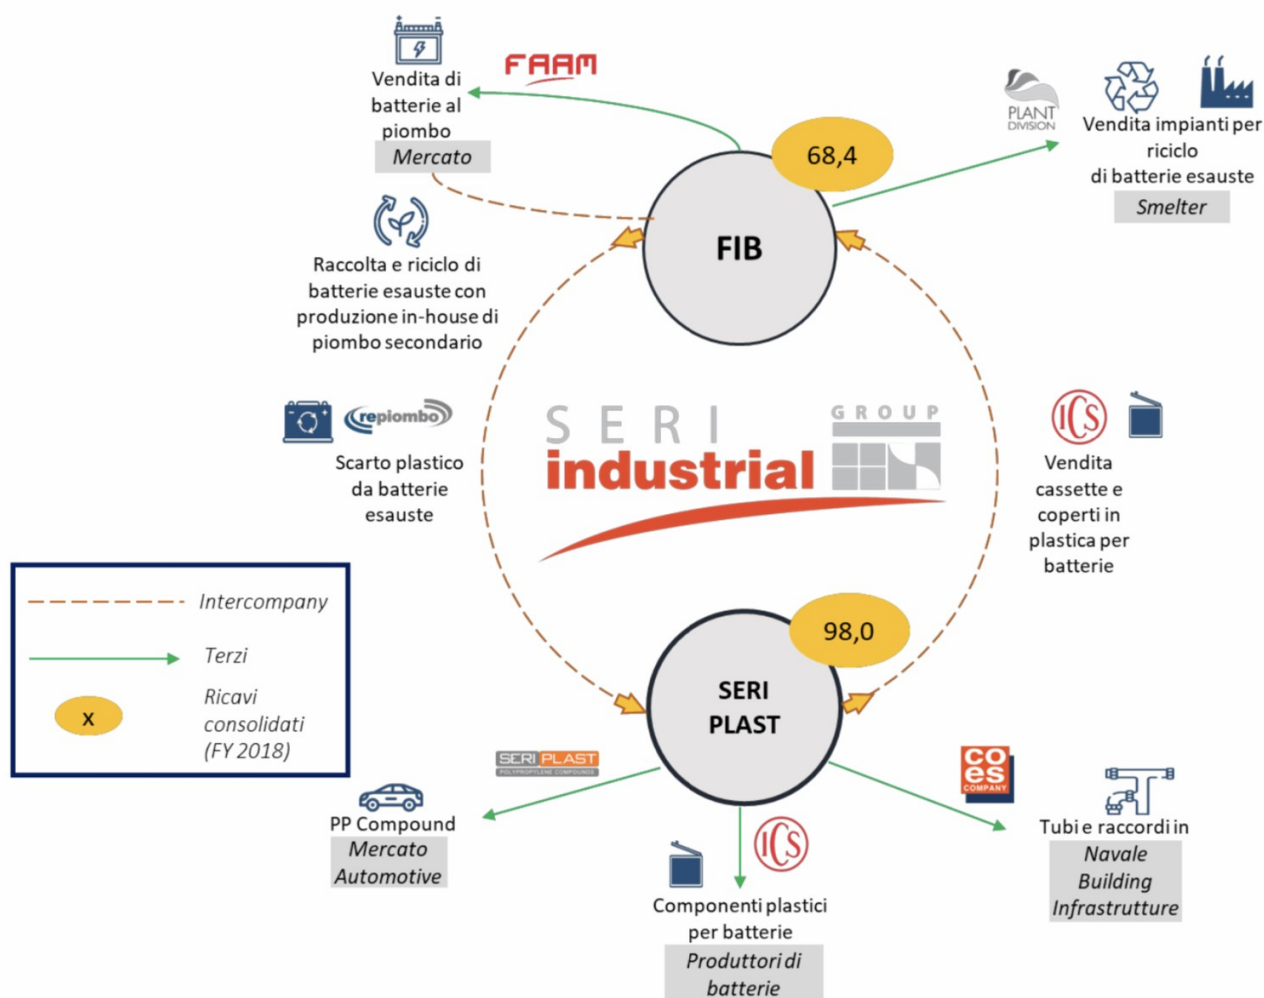 Vendita di
batterie al
piombo
Mercato
FAAM
68,4
PLANT
DIVISION
Vendita impianti per
riciclo
di batterie esauste
Smelter
FIB
Raccolta e riciclo di
batterie esauste con
produzione in-house di
piombo secondario
repiombo
Scarto plastico
da batterie
esauste
SERI
industrial
GROUP
ICS
Vendita
cassette e
coperti in
plastica per
batterie
Intercompany
Terzi
x
Ricavi
consolidati
(FY 2018)
98,0
SERI
PLAST
SERI PLAST
POLYPROPYLENE COMPOUNDS
PP Compound
Mercato
Automotive
ICS
Componenti plastici
per batterie
Produttori di
batterie
co
es
COMPANY
Tubi e raccordi in
Navale
Building
Infrastrutture